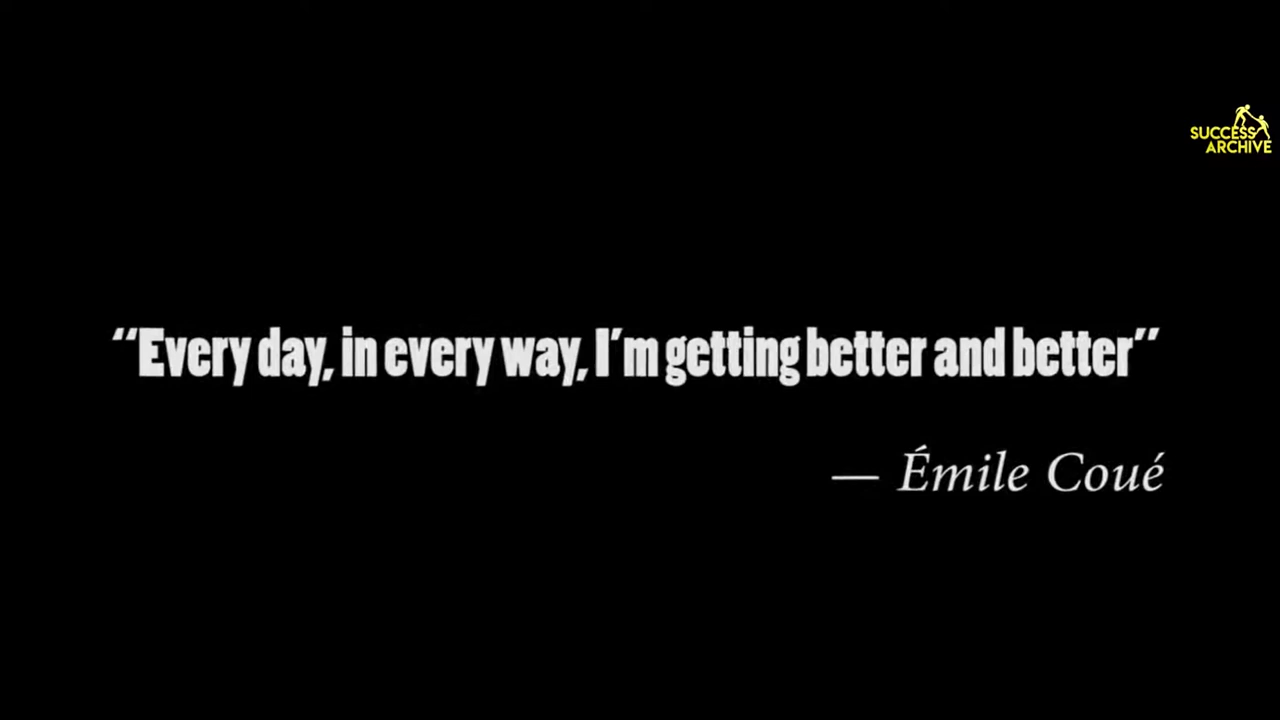 SUCCESS
ARCHIVE
“Every day, in every way, I'm getting better and better”
— Émile Coué